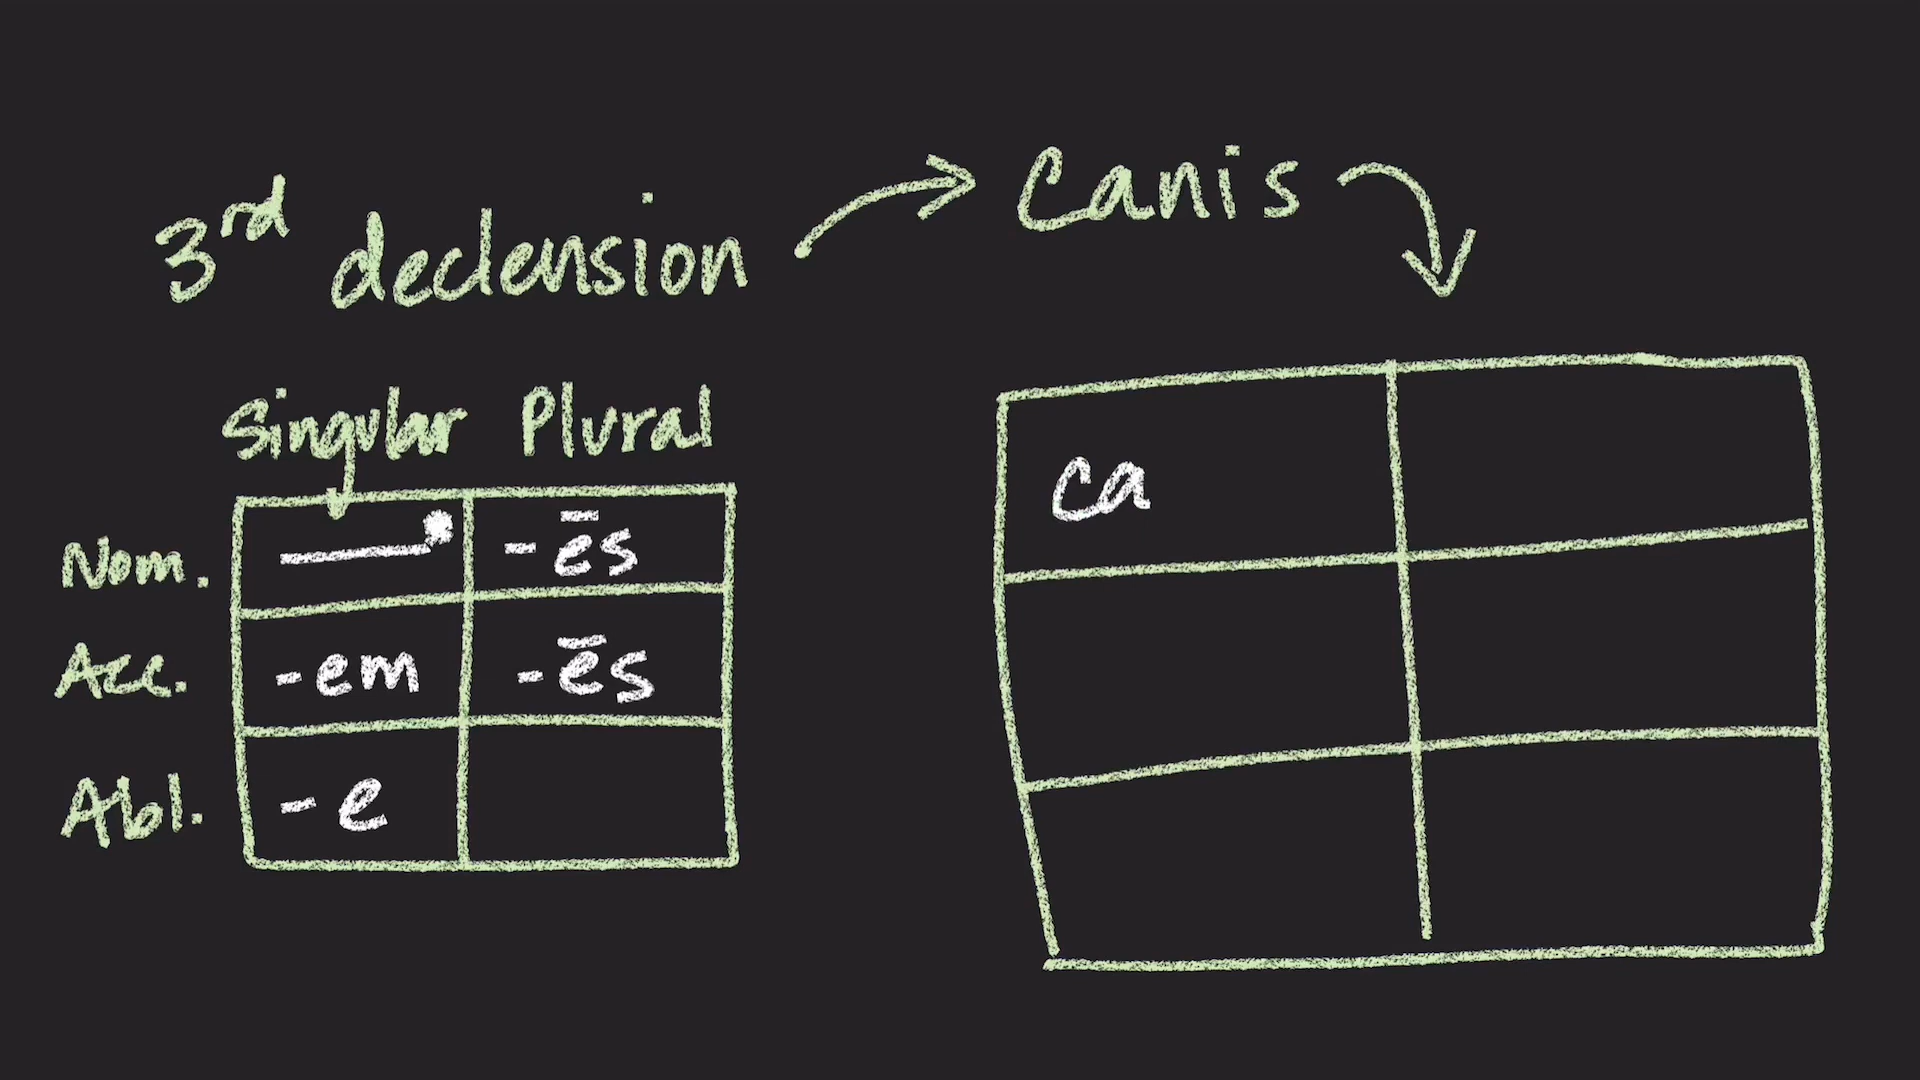 3rd declension
canis
Singular Plural
Nom. -ēs
Acc. -em -ēs
Abl. -e
ca